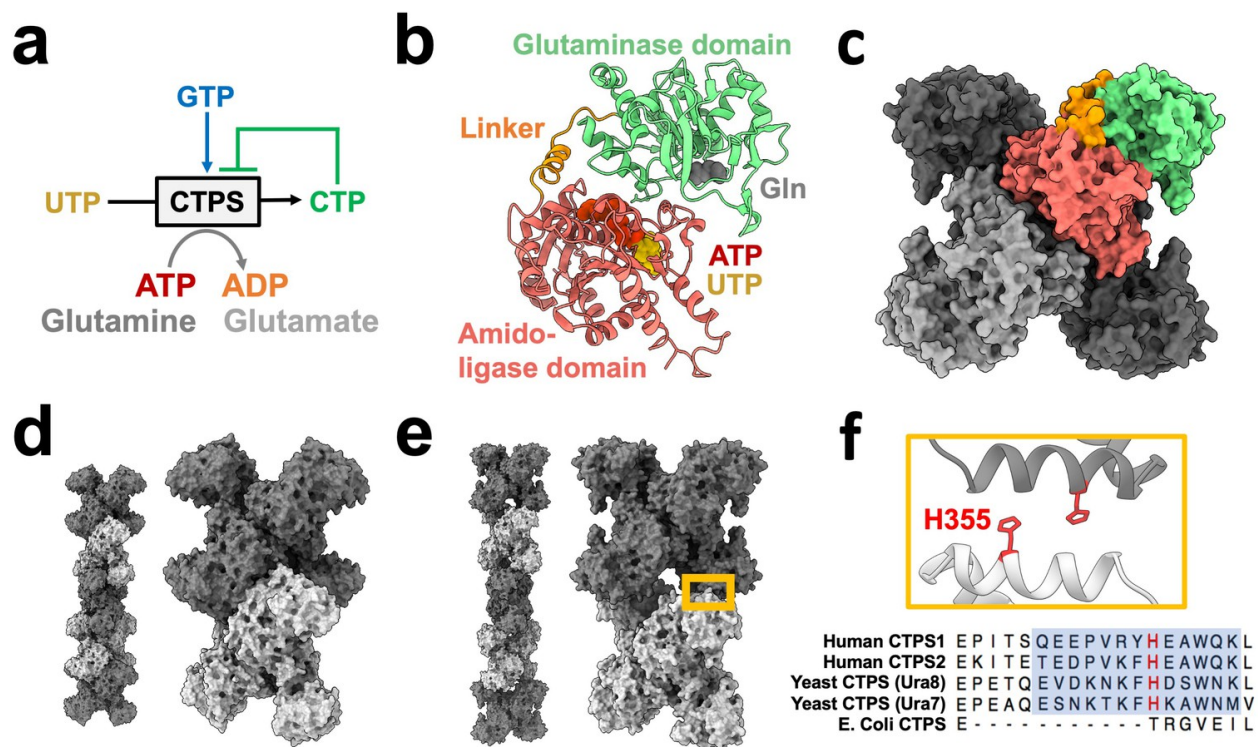 a
GTP
UTP
CTPS
CTP
ATP ADP
Glutamine Glutamate
b
Glutaminase domain
Linker
Gln
ATP
UTP
Amido-
ligase domain
c
d
e
f
H355
Human CTPS1 E P I T S Q E E P V R Y H E A W Q K L
Human CTPS2 E K I T E T E D P V K F H E A W Q K L
Yeast CTPS (Ura8) E P E T Q E V D K N K F H D S W N K L
Yeast CTPS (Ura7) E P E A Q E S N K T K F H K A W N M V
E. Coli CTPS E - - - - - - - - - - - T R G V E I L